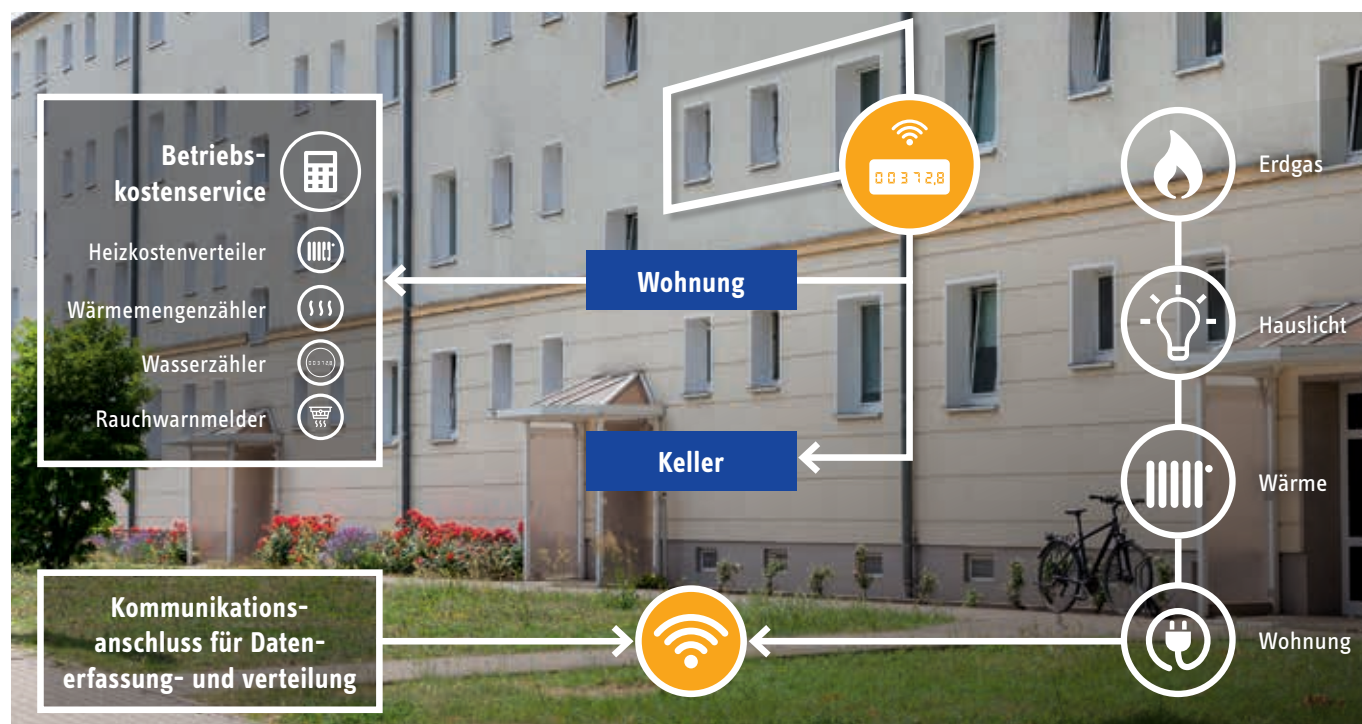 Betriebs-
kostenservice
Heizkostenverteiler
Wärmemengenzähler
Wasserzähler
Rauchwarnmelder
00372,8
Wohnung
Keller
Erdgas
Hauslicht
Wärme
Wohnung
Kommunikations-
anschluss für Daten-
erfassung- und verteilung